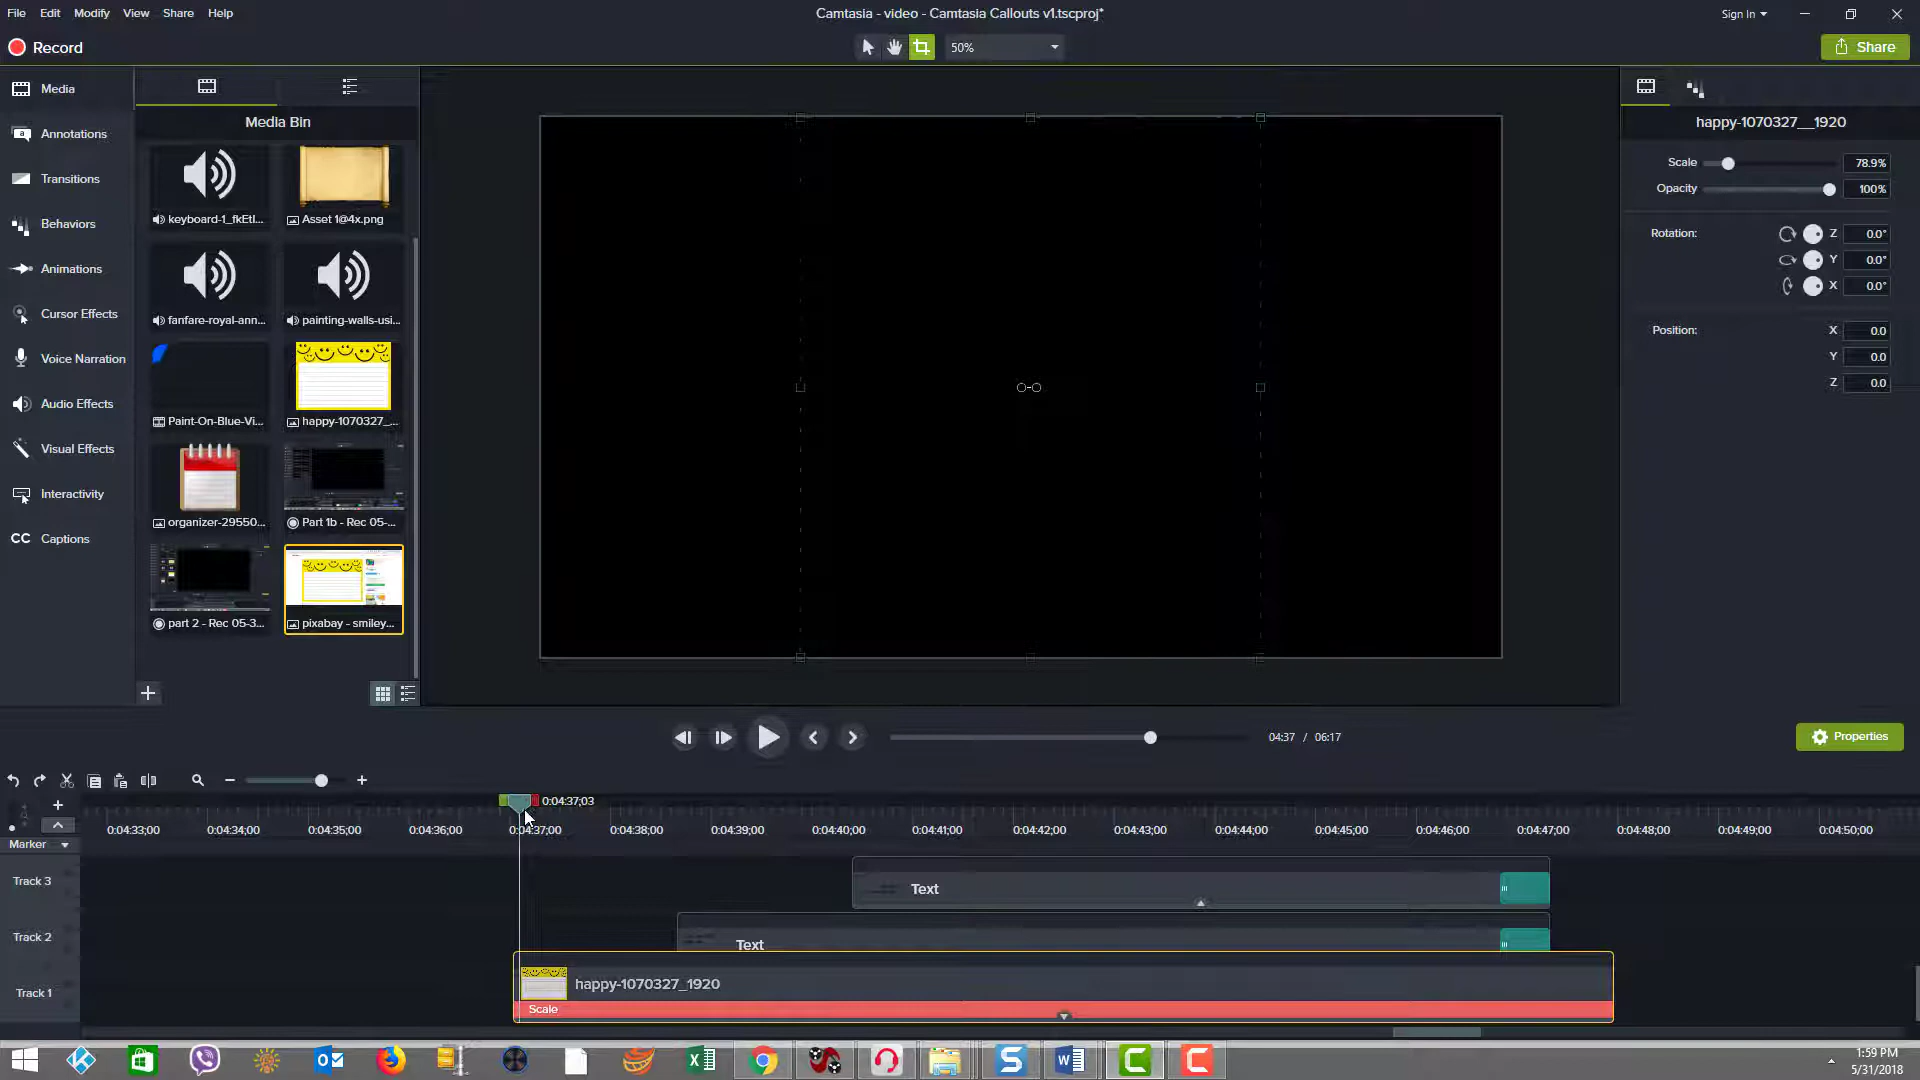 File Edit Modify View Share Help
Camtasia - video - Camtasia Callouts v1.tscproj*
Sign In
Record
50%
Share
Media
Annotations
Transitions
Behaviors
Animations
Cursor Effects
Voice Narration
Audio Effects
Visual Effects
Interactivity
CC Captions
Media Bin
keyboard-1_fkEtl...
Asset 1@4x.png
fanfare-royal-ann...
painting-walls-usi...
Paint-On-Blue-Vi...
happy-1070327_...
organizer-29550...
Part 1b - Rec 05-...
part 2 - Rec 05-3...
pixabay - smiley...
happy-1070327__1920
Scale 78.9%
Opacity 100%
Rotation: Z 0.0°
Y 0.0°
X 0.0°
Position: X 0.0
Y 0.0
Z 0.0
04:37 / 06:17
Properties
0:04:37;03
0:04:33;00 0:04:34;00 0:04:35;00 0:04:36;00 0:04:37;00 0:04:38;00 0:04:39;00 0:04:40;00 0:04:41;00 0:04:42;00 0:04:43;00 0:04:44;00 0:04:45;00 0:04:46;00 0:04:47;00 0:04:48;00 0:04:49;00 0:04:50;00
Marker
Track 3
Text
Track 2
Text
Track 1
happy-1070327_1920
Scale
1:59 PM
5/31/2018